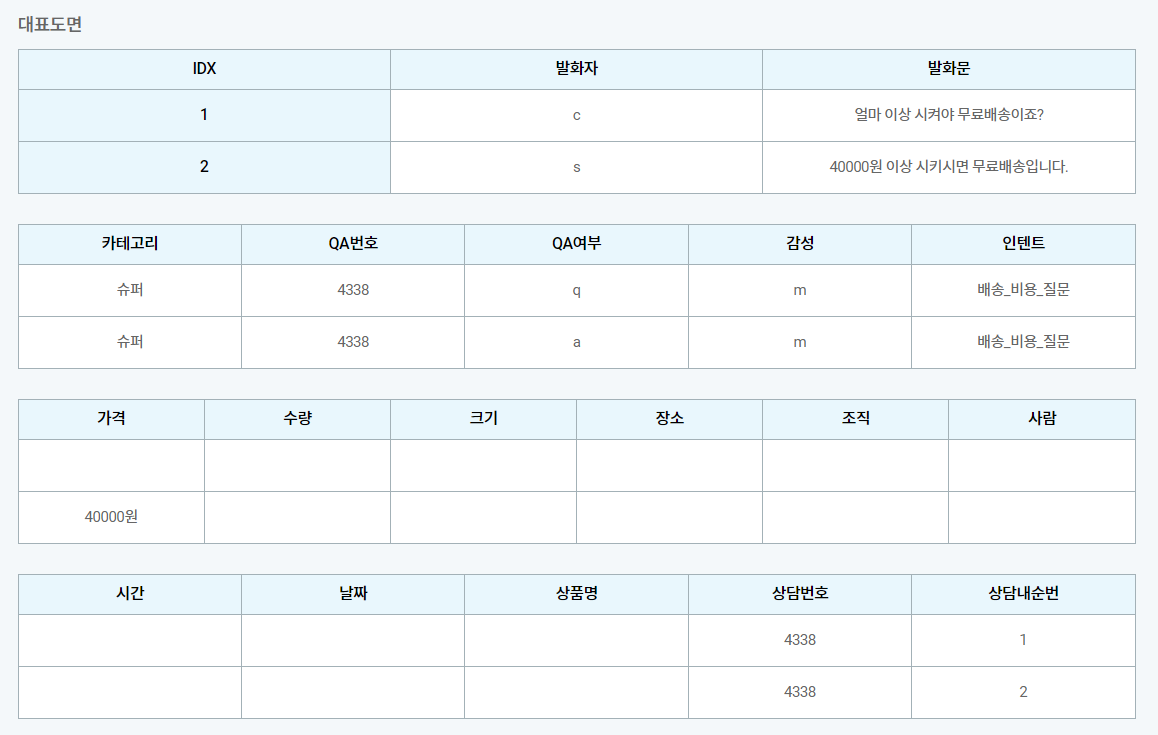 대표도면
IDX 발화자 발화문
1 c 얼마 이상 시켜야 무료배송이죠?
2 s 40000원 이상 시키시면 무료배송입니다.
카테고리 QA번호 QA여부 감성 인텐트
슈퍼 4338 q m 배송_비용_질문
슈퍼 4338 a m 배송_비용_질문
가격 수량 크기 장소 조직 사람
40000원
시간 날짜 상품명 상담번호 상담내순번
4338 1
4338 2